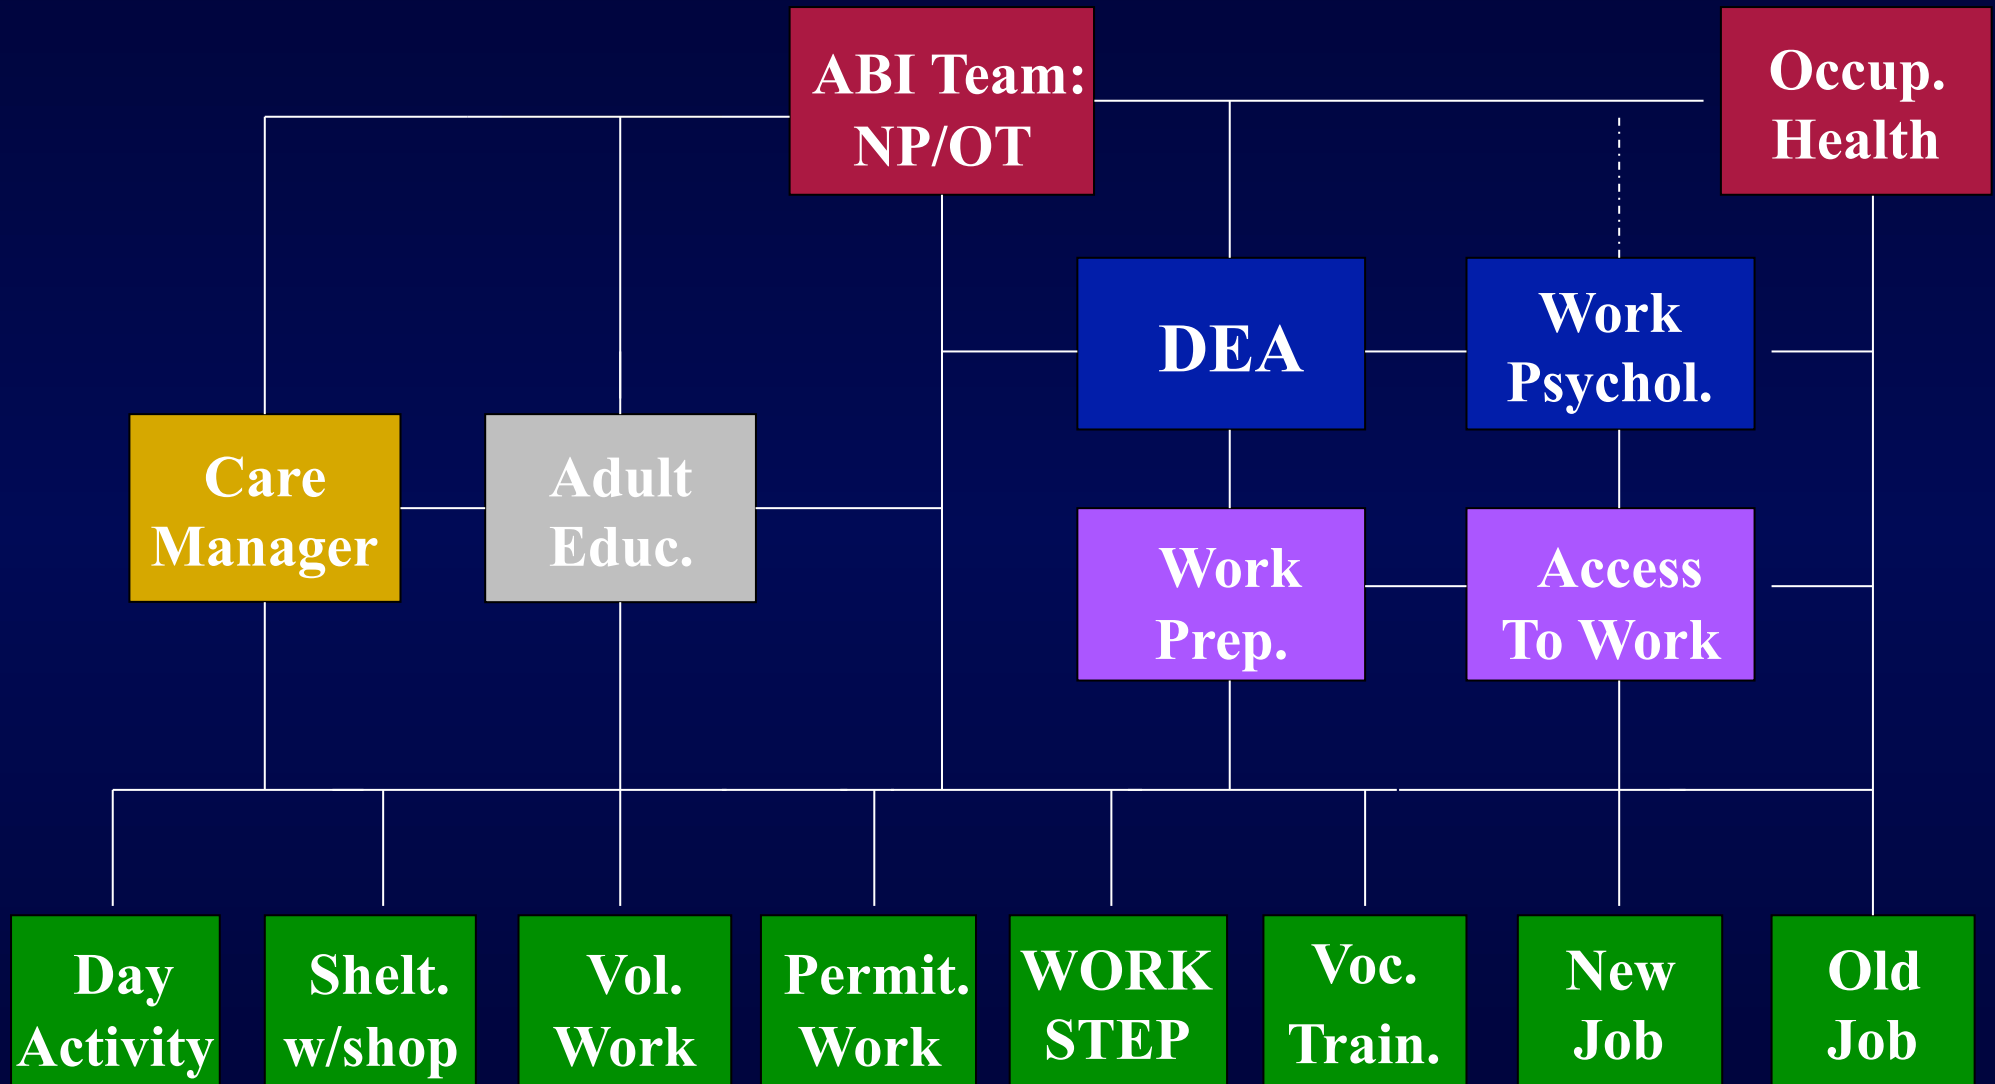 ABI Team:
NP/OT
Occup.
Health
DEA
Work
Psychol.
Care
Manager
Adult
Educ.
Work
Prep.
Access
To Work
Day
Activity
Shelt.
w/shop
Vol.
Work
Permit.
Work
WORK
STEP
Voc.
Train.
New
Job
Old
Job